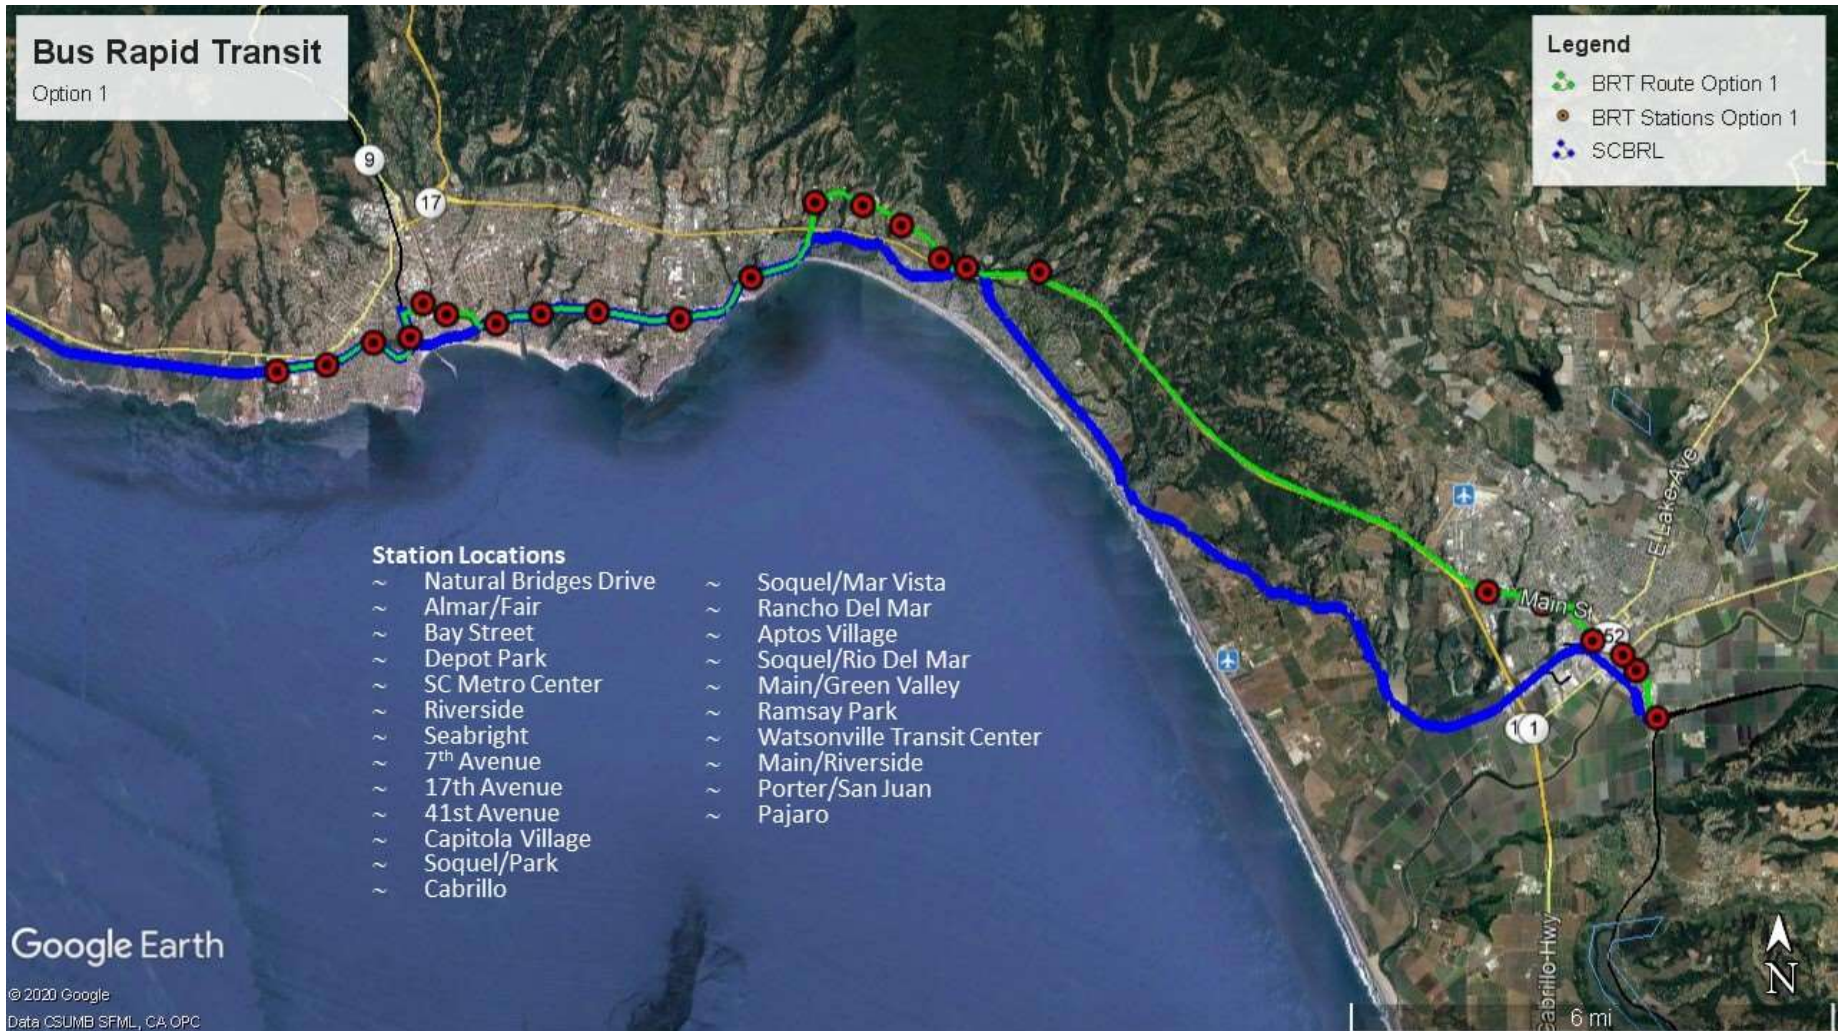 Bus Rapid Transit
Option 1
Legend
BRT Route Option 1
BRT Stations Option 1
SCBRL
9
17
E Lake Ave
Main St
52
1
1
Station Locations
~ Natural Bridges Drive
~ Almar/Fair
~ Bay Street
~ Depot Park
~ SC Metro Center
~ Riverside
~ Seabright
~ 7th Avenue
~ 17th Avenue
~ 41st Avenue
~ Capitola Village
~ Soquel/Park
~ Cabrillo
~ Soquel/Mar Vista
~ Rancho Del Mar
~ Aptos Village
~ Soquel/Rio Del Mar
~ Main/Green Valley
~ Ramsay Park
~ Watsonville Transit Center
~ Main/Riverside
~ Porter/San Juan
~ Pajaro
Cabrillo Hwy
N
6 mi
Google Earth
© 2020 Google
Data CSUMB SFML, CA OPC